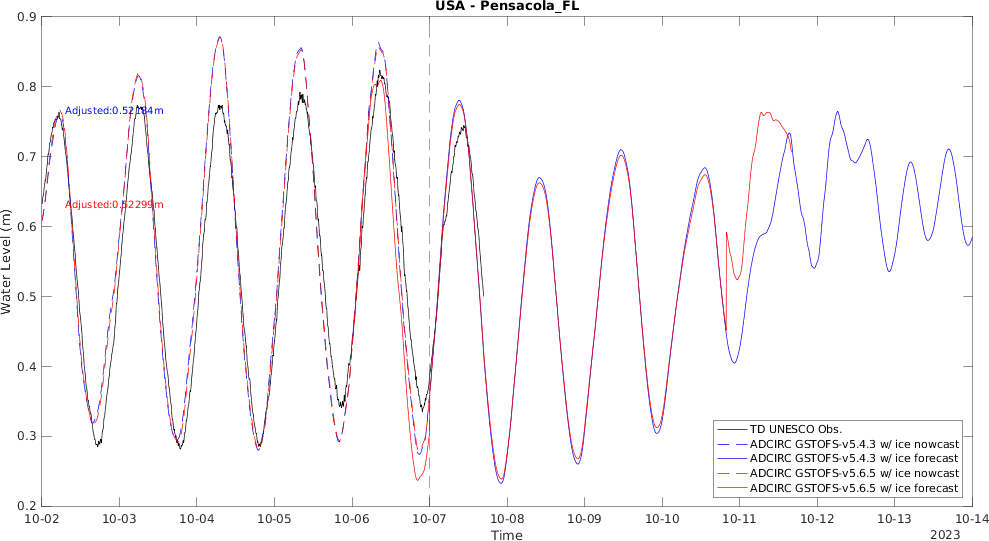 USA - Pensacola_FL
0.9
0.8
0.7
0.6
0.5
0.4
0.3
0.2
Water Level (m)
Adjusted:0.52184m
Adjusted:0.52299m
TD UNESCO Obs.
ADCIRC GSTOFS-v5.4.3 w/ ice nowcast
ADCIRC GSTOFS-v5.4.3 w/ ice forecast
ADCIRC GSTOFS-v5.6.5 w/ ice nowcast
ADCIRC GSTOFS-v5.6.5 w/ ice forecast
10-02 10-03 10-04 10-05 10-06 10-07 10-08 10-09 10-10 10-11 10-12 10-13 10-14
Time
2023